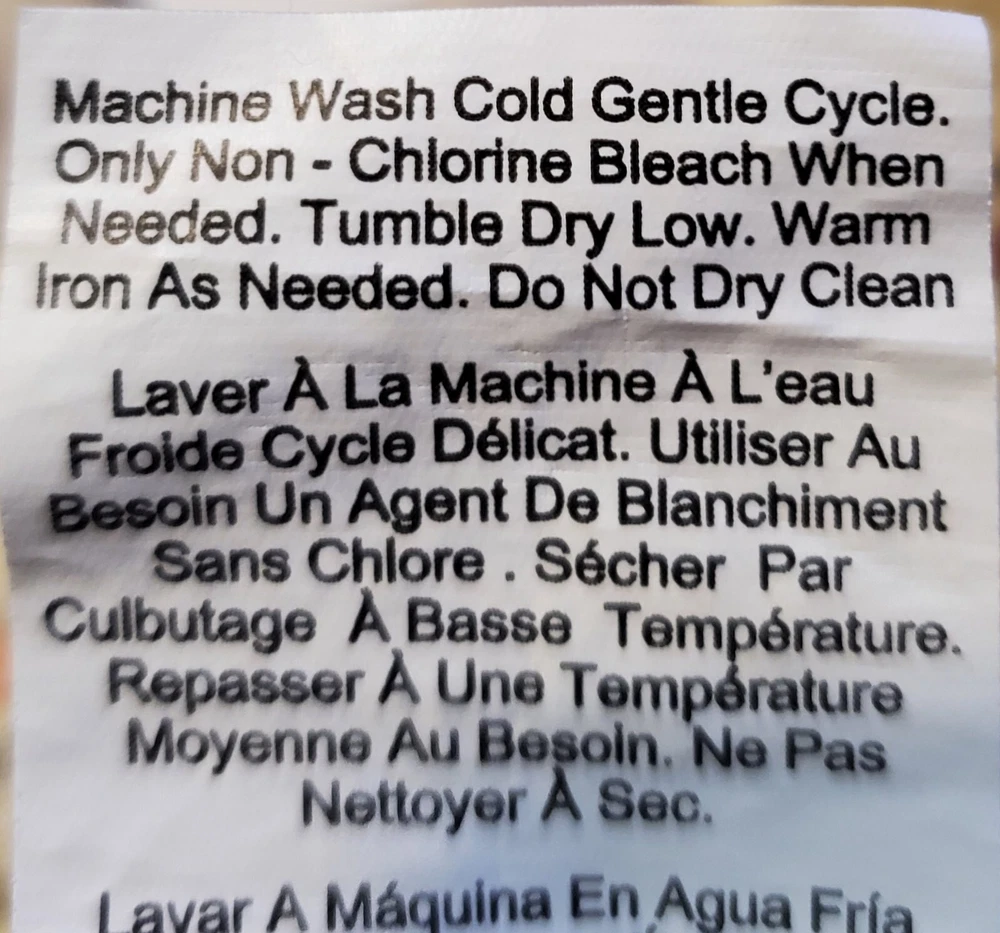 Machine Wash Cold Gentle Cycle.
Only Non - Chlorine Bleach When
Needed. Tumble Dry Low. Warm
Iron As Needed. Do Not Dry Clean
Laver À La Machine À L'eau
Froide Cycle Délicat. Utiliser Au
Besoin Un Agent De Blanchiment
Sans Chlore . Sécher Par
Culbutage À Basse Température.
Repasser À Une Température
Moyenne Au Besoin. Ne Pas
Nettoyer À Sec.
Lavar A Máquina En Agua Fría